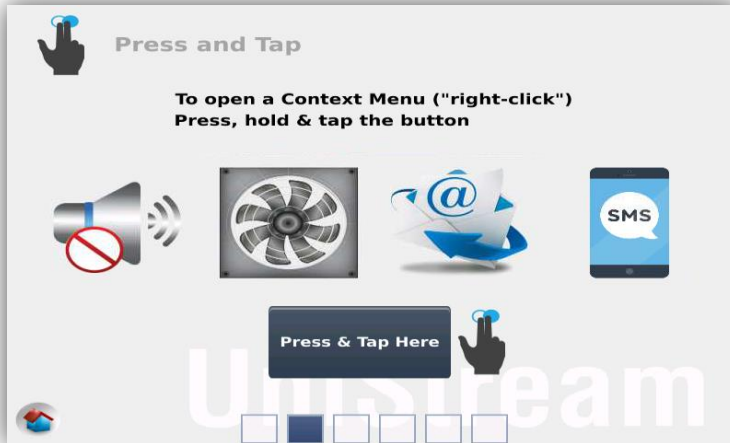 Press and Tap
To open a Context Menu ("right-click")
Press, hold & tap the button
@
SMS
Press & Tap Here
UniStream